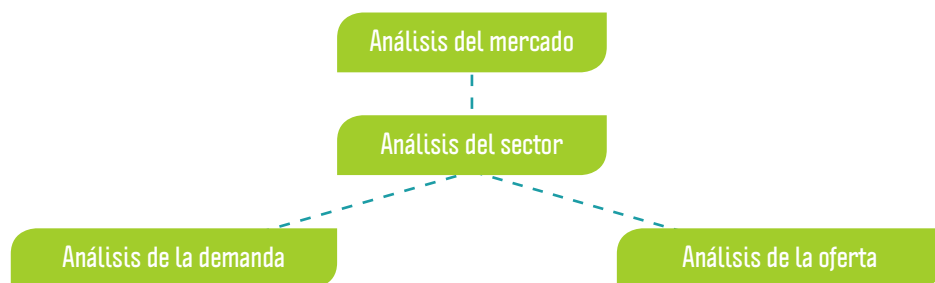 Análisis del mercado
Análisis del sector
Análisis de la demanda
Análisis de la oferta